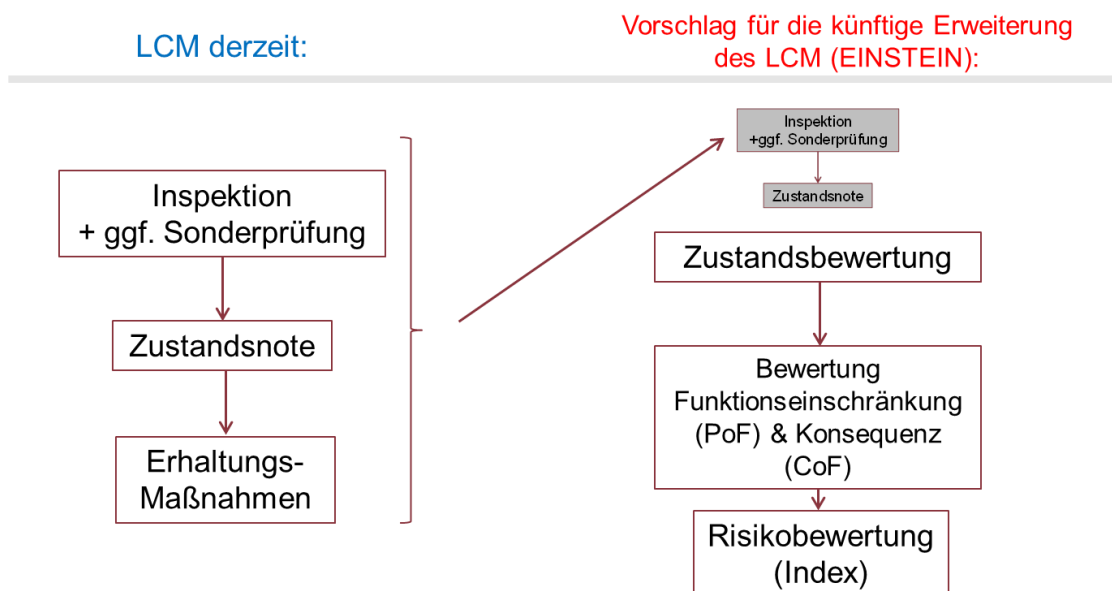 LCM derzeit:
Vorschlag für die künftige Erweiterung
des LCM (EINSTEIN):
Inspektion
+ ggf. Sonderprüfung
Zustandsnote
Erhaltungs-
Maßnahmen
Inspektion
+ggf. Sonderprüfung
Zustandsnote
Zustandsbewertung
Bewertung
Funktionseinschränkung
(PoF) & Konsequenz
(CoF)
Risikobewertung
(Index)